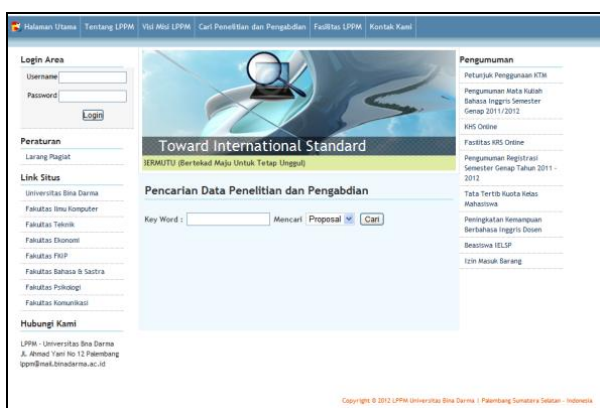 Halaman Utama
Tentang LPPM
Visi Misi LPPM
Cari Penelitian dan Pengabdian
Fasilitas LPPM
Kontak Kami
Login Area
Username
Password
Login
Peraturan
Larang Plagiat
Link Situs
Universitas Bina Darma
Fakultas Ilmu Komputer
Fakultas Teknik
Fakultas Ekonomi
Fakultas FKIP
Fakultas Bahasa & Sastra
Fakultas Psikologi
Fakultas Komunikasi
Hubungi Kami
LPPM - Universitas Bina Darma
Jl. Ahmad Yani No 12 Palembang
lppm@mail.binadarma.ac.id
Toward International Standard
BERMUTU (Bertekad Maju Untuk Tetap Unggul)
Pencarian Data Penelitian dan Pengabdian
Key Word :
Mencari
Proposal
Cari
Pengumuman
Petunjuk Penggunaan KTM
Pengumuman Mata Kuliah
Bahasa Inggris Semester
Genap 2011/2012
KHS Online
Fasilitas KRS Online
Pengumuman Registrasi
Semester Genap Tahun 2011 -
2012
Tata Tertib Kuota Kelas
Mahasiswa
Peningkatan Kemampuan
Berbahasa Inggris Dosen
Beasiswa IELSP
Izin Masuk Barang
Copyright © 2012 LPPM Universitas Bina Darma | Palembang Sumatera Selatan - Indonesia